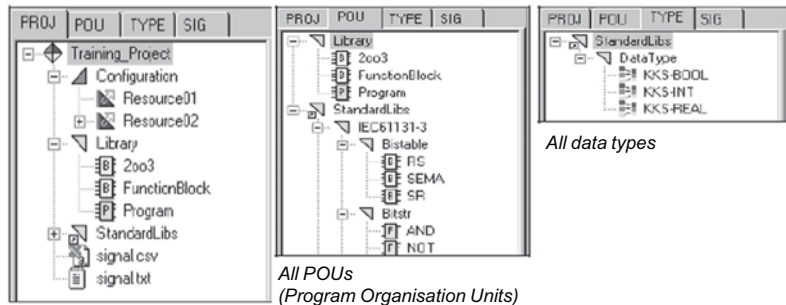 PROJ POU TYPE SIG
Training_Project
Configuration
Resource01
Resource02
Library
2oo3
FunctionBlock
Program
StandardLibs
signal.csv
signal.txt
PROJ POU TYPE SIG
Library
2oo3
FunctionBlock
Program
StandardLibs
IEC61131-3
Bistable
RS
SEMA
SR
Bitstr
AND
NOT
All POUs
(Program Organisation Units)
PROJ POU TYPE SIG
StandardLibs
DataType
KKS-BOOL
KKS-INT
KKS-REAL
All data types